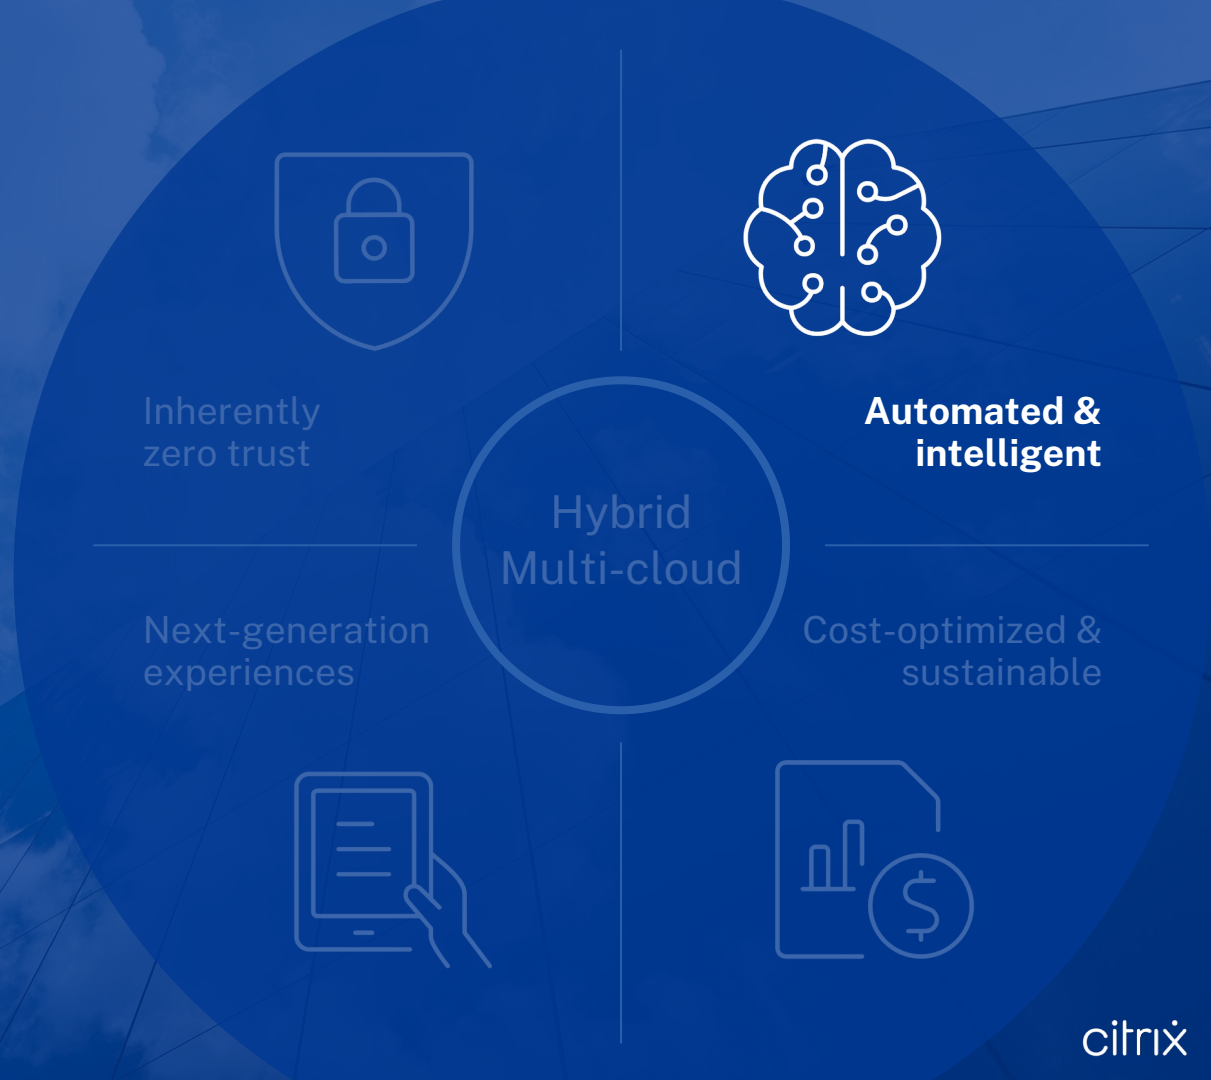 Inherently
zero trust
Automated &
intelligent
Hybrid
Multi-cloud
Next-generation
experiences
Cost-optimized &
sustainable
$
citrix